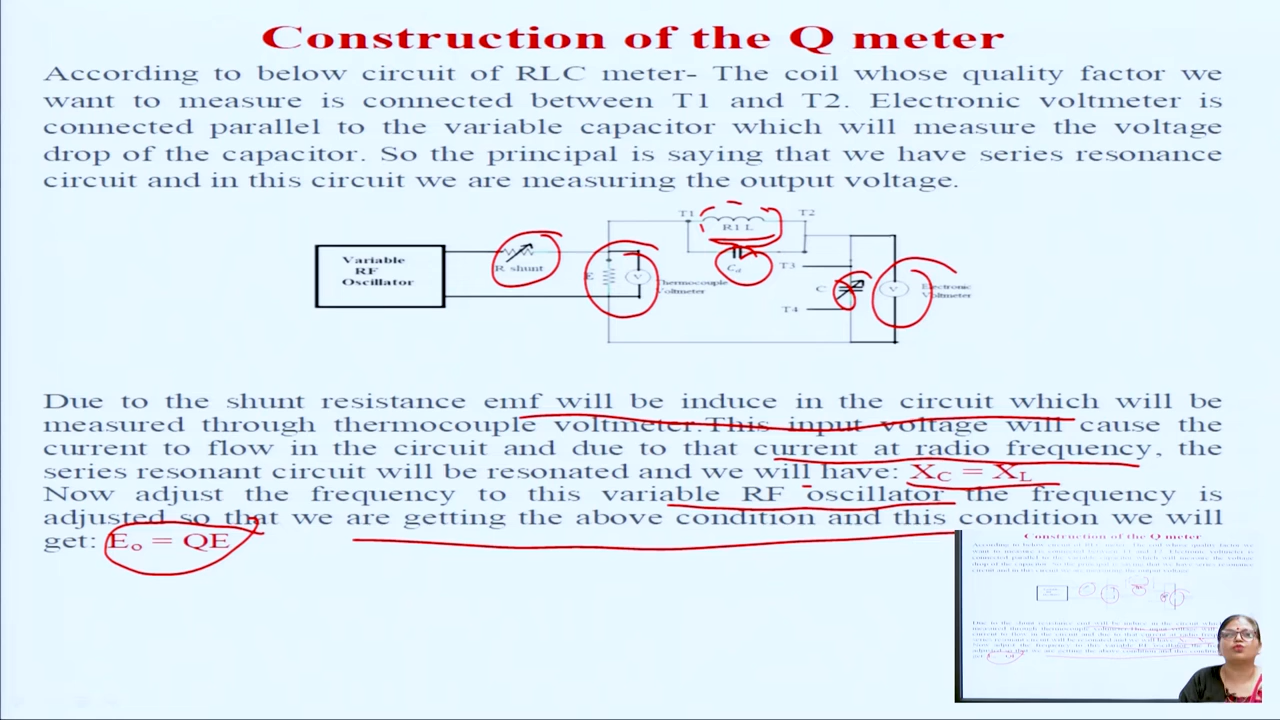 Construction of the Q meter
According to below circuit of RLC meter- The coil whose quality factor we
want to measure is connected between T1 and T2. Electronic voltmeter is
connected parallel to the variable capacitor which will measure the voltage
drop of the capacitor. So the principal is saying that we have series resonance
circuit and in this circuit we are measuring the output voltage.
T1
T2
R1 L
Variable
RF
Oscillator
R shunt
E
V
Thermocouple
Voltmeter
Cd
T3
C
T4
V
Electronic
Voltmeter
Due to the shunt resistance emf will be induce in the circuit which will be
measured through thermocouple voltmeter.This input voltage will cause the
current to flow in the circuit and due to that current at radio frequency, the
series resonant circuit will be resonated and we will have: XC = XL
Now adjust the frequency to this variable RF oscillator the frequency is
adjusted so that we are getting the above condition and this condition we will
get: Eo = QE
Construction of the Q meter